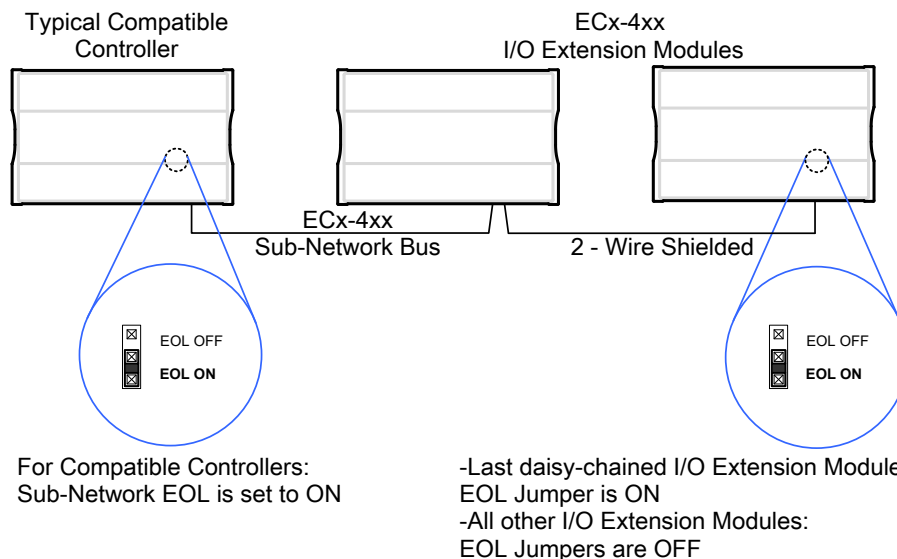 Typical Compatible
Controller
ECx-4xx
I/O Extension Modules
ECx-4xx
Sub-Network Bus
2 - Wire Shielded
EOL OFF
EOL ON
EOL OFF
EOL ON
For Compatible Controllers:
Sub-Network EOL is set to ON
-Last daisy-chained I/O Extension Module
EOL Jumper is ON
-All other I/O Extension Modules:
EOL Jumpers are OFF